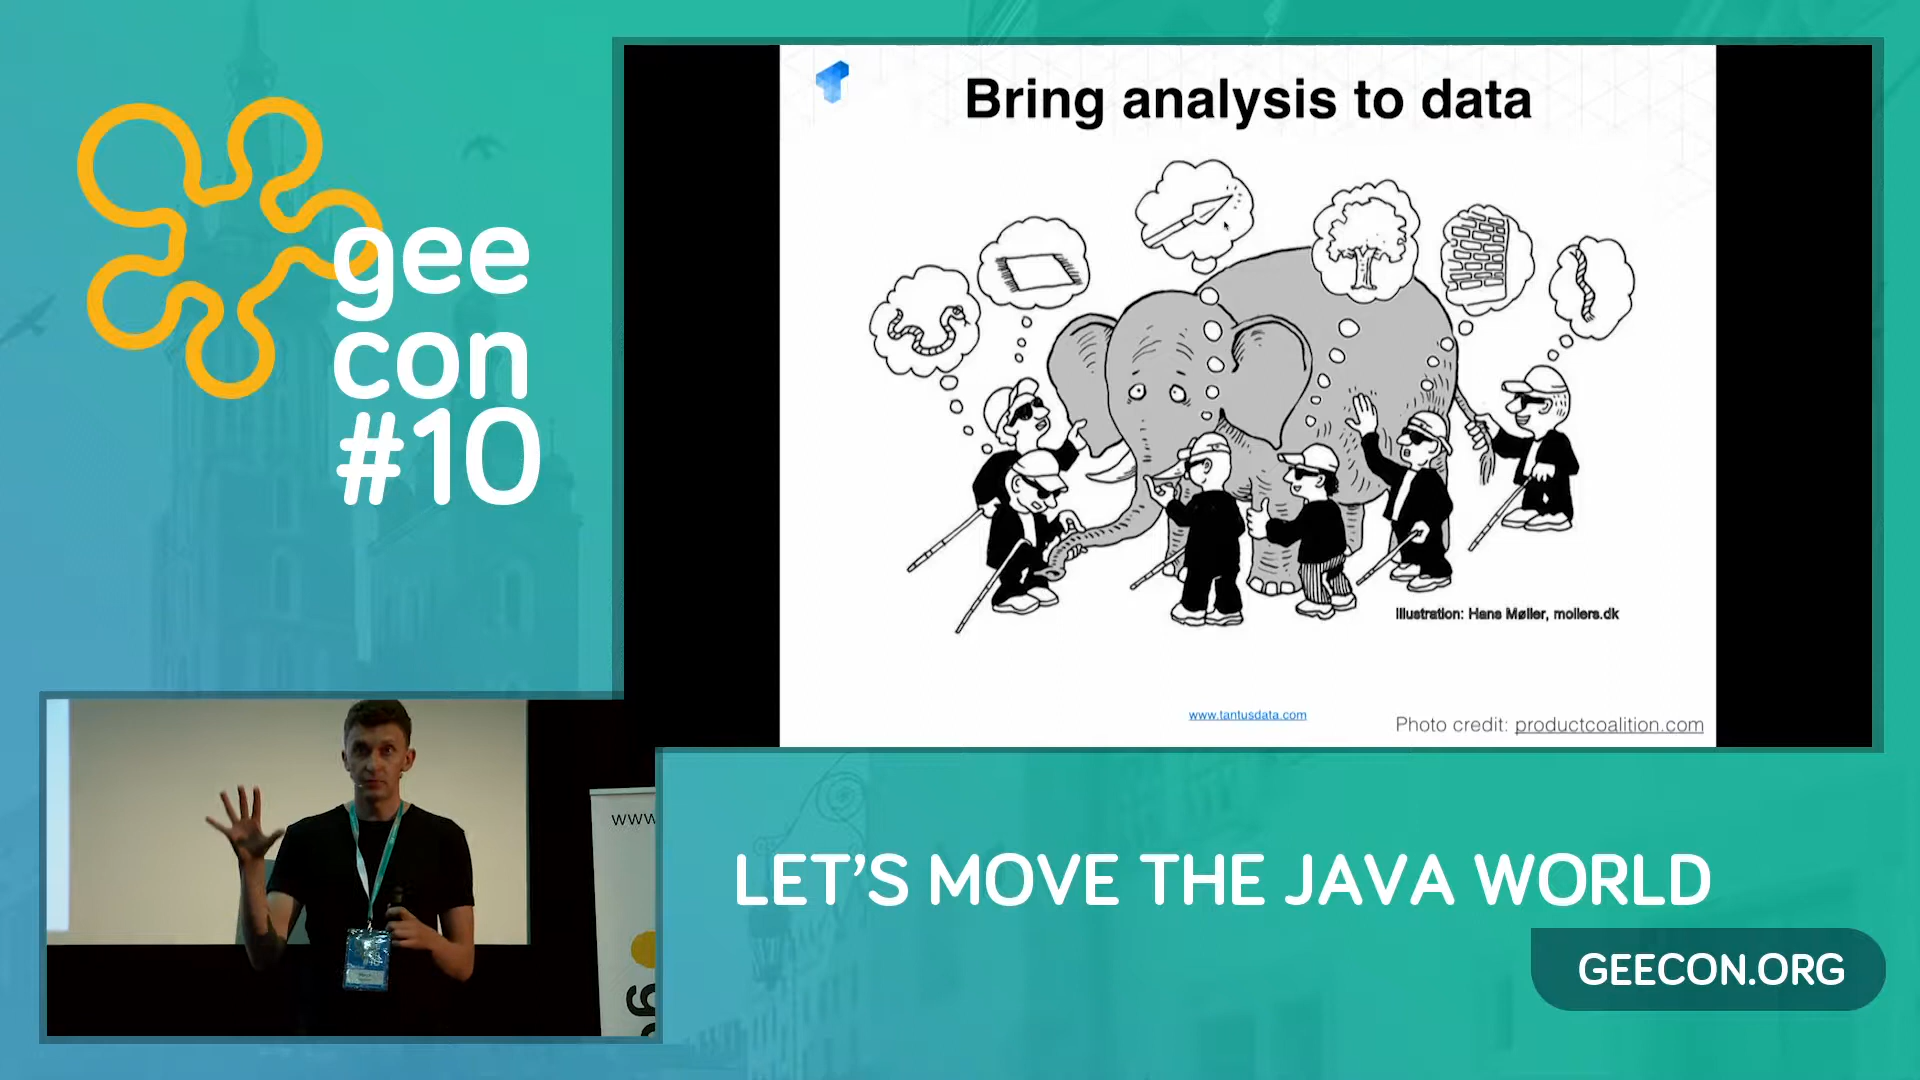 gee
con
#10
Bring analysis to data
Illustration: Hans Møller, mollers.dk
www.tantusdata.com
Photo credit: productcoalition.com
www
LET'S MOVE THE JAVA WORLD
GEECON.ORG